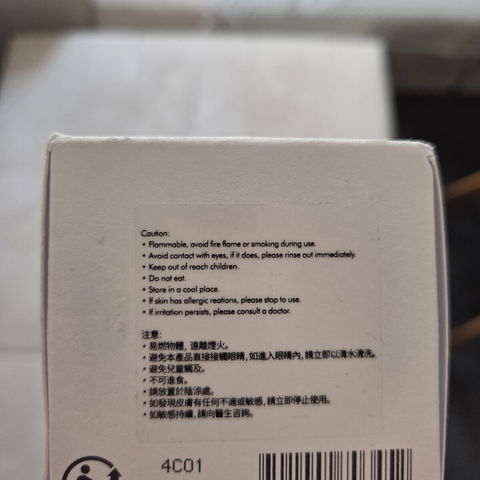 Caution:
• Flammable, avoid fire flame or smoking during use.
• Avoid contact with eyes, if it does, please rinse out immediately.
• Keep out of reach children.
• Do not eat.
• Store in a cool place.
• If skin has allergic reations, please stop to use.
• If irritation persists, please consult a doctor.
注意:
• 易燃物體, 遠離煙火。
• 避免本產品直接接觸眼睛, 如進入眼睛內, 請立即以清水清洗。
• 避免兒童觸及。
• 不可進食。
• 請放置於陰涼處。
• 如發現皮膚有任何不適或敏感, 請立即停止使用。
• 如敏感持續, 請向醫生咨詢。
4C01